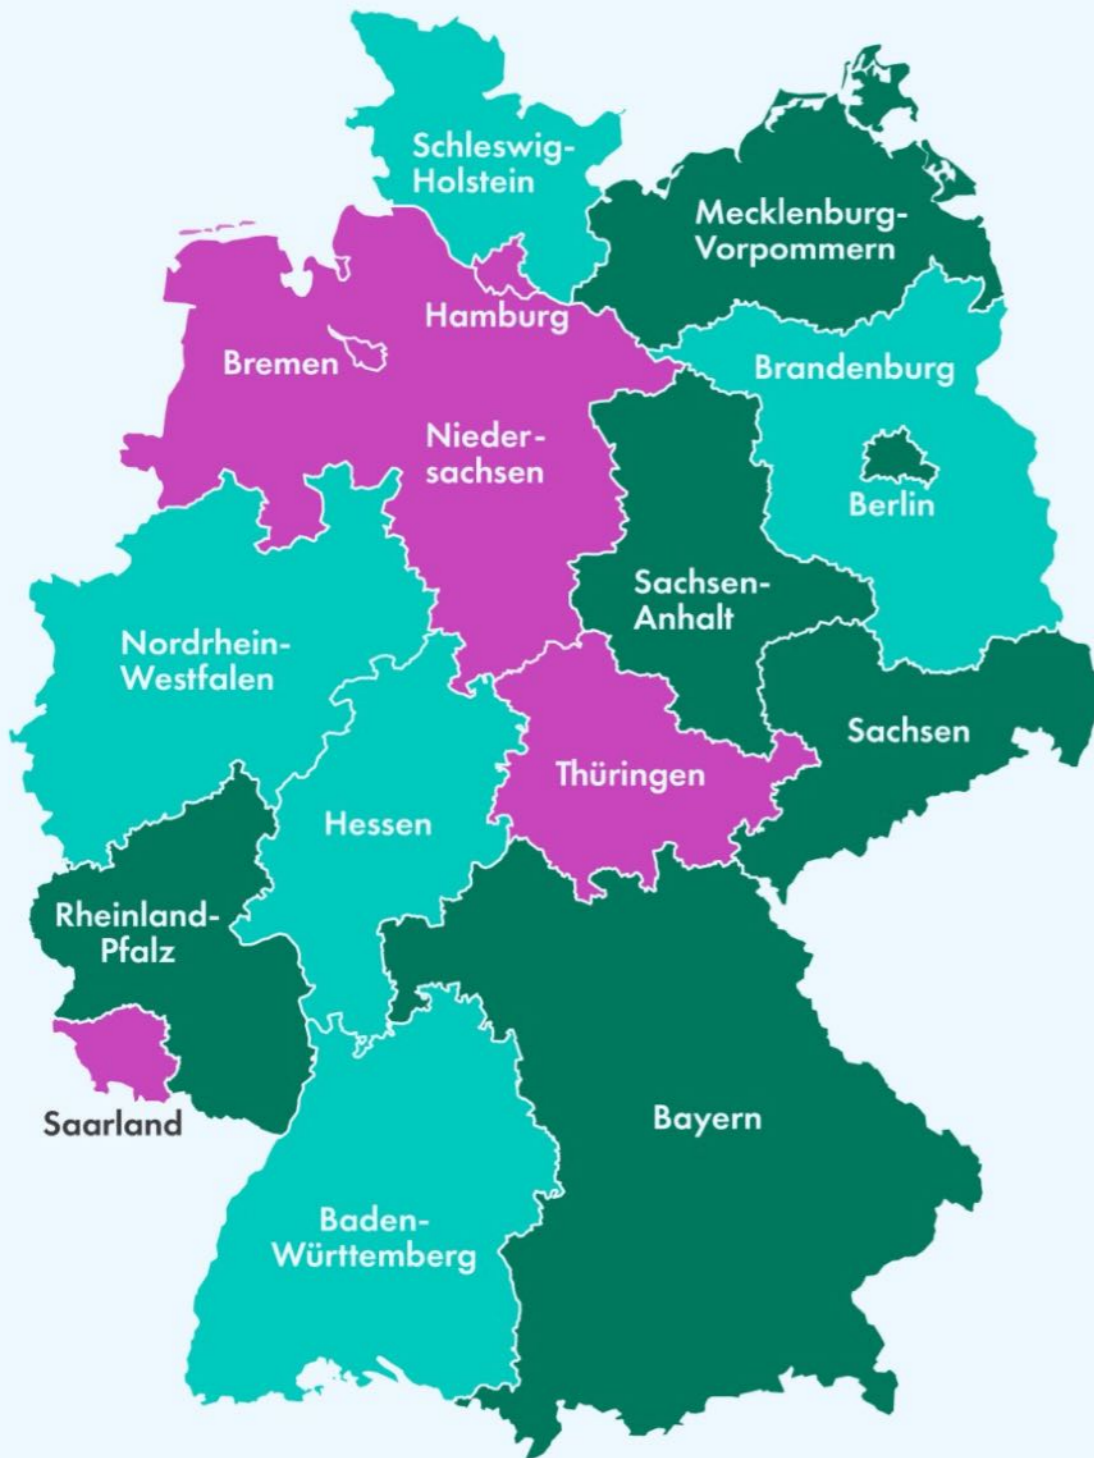 Schleswig-
Holstein
Mecklenburg-
Vorpommern
Hamburg
Bremen
Brandenburg
Nieder-
sachsen
Berlin
Sachsen-
Anhalt
Nordrhein-
Westfalen
Sachsen
Thüringen
Hessen
Rheinland-
Pfalz
Saarland
Bayern
Baden-
Württemberg